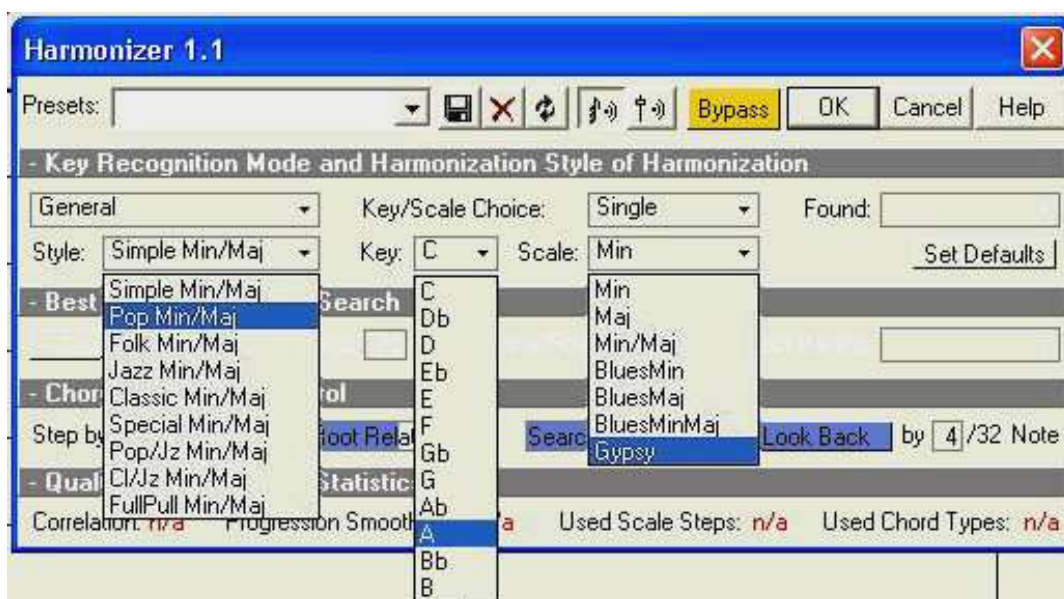 Harmonizer 1.1
Presets: Bypass OK Cancel Help
- Key Recognition Mode and Harmonization Style of Harmonization
General Key/Scale Choice: Single Found:
Style: Simple Min/Maj Key: C Scale: Min Set Defaults
Simple Min/Maj
Pop Min/Maj
Folk Min/Maj
Jazz Min/Maj
Classic Min/Maj
Special Min/Maj
Pop/Jz Min/Maj
Cl/Jz Min/Maj
FullPull Min/Maj
C
Db
D
Eb
E
F
Gb
G
Ab
A
Bb
B
Min
Maj
Min/Maj
BluesMin
BluesMaj
BluesMinMaj
Gypsy
- Best Search
- Chor ol
Step by Root Rela Searc Look Back by 4 /32 Note
- Qual Statistic
Correlation: n/a Progression Smooth /a Used Scale Steps: n/a Used Chord Types: n/a